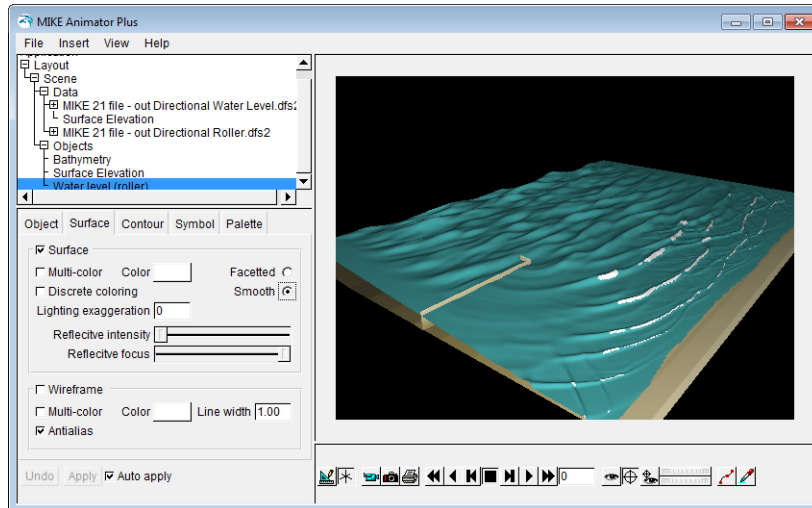 MIKE Animator Plus
File Insert View Help
Application
Layout
Scene
Data
MIKE 21 file - out Directional Water Level.dfs2
Surface Elevation
MIKE 21 file - out Directional Roller.dfs2
Objects
Bathymetry
Surface Elevation
Water level (roller)
Object Surface Contour Symbol Palette
Surface
Multi-color Color Facetted
Discrete coloring Smooth
Lighting exaggeration 0
Reflecitve intensity
Reflecitve focus
Wireframe
Multi-color Color Line width 1.00
Antialias
Undo Apply Auto apply
0